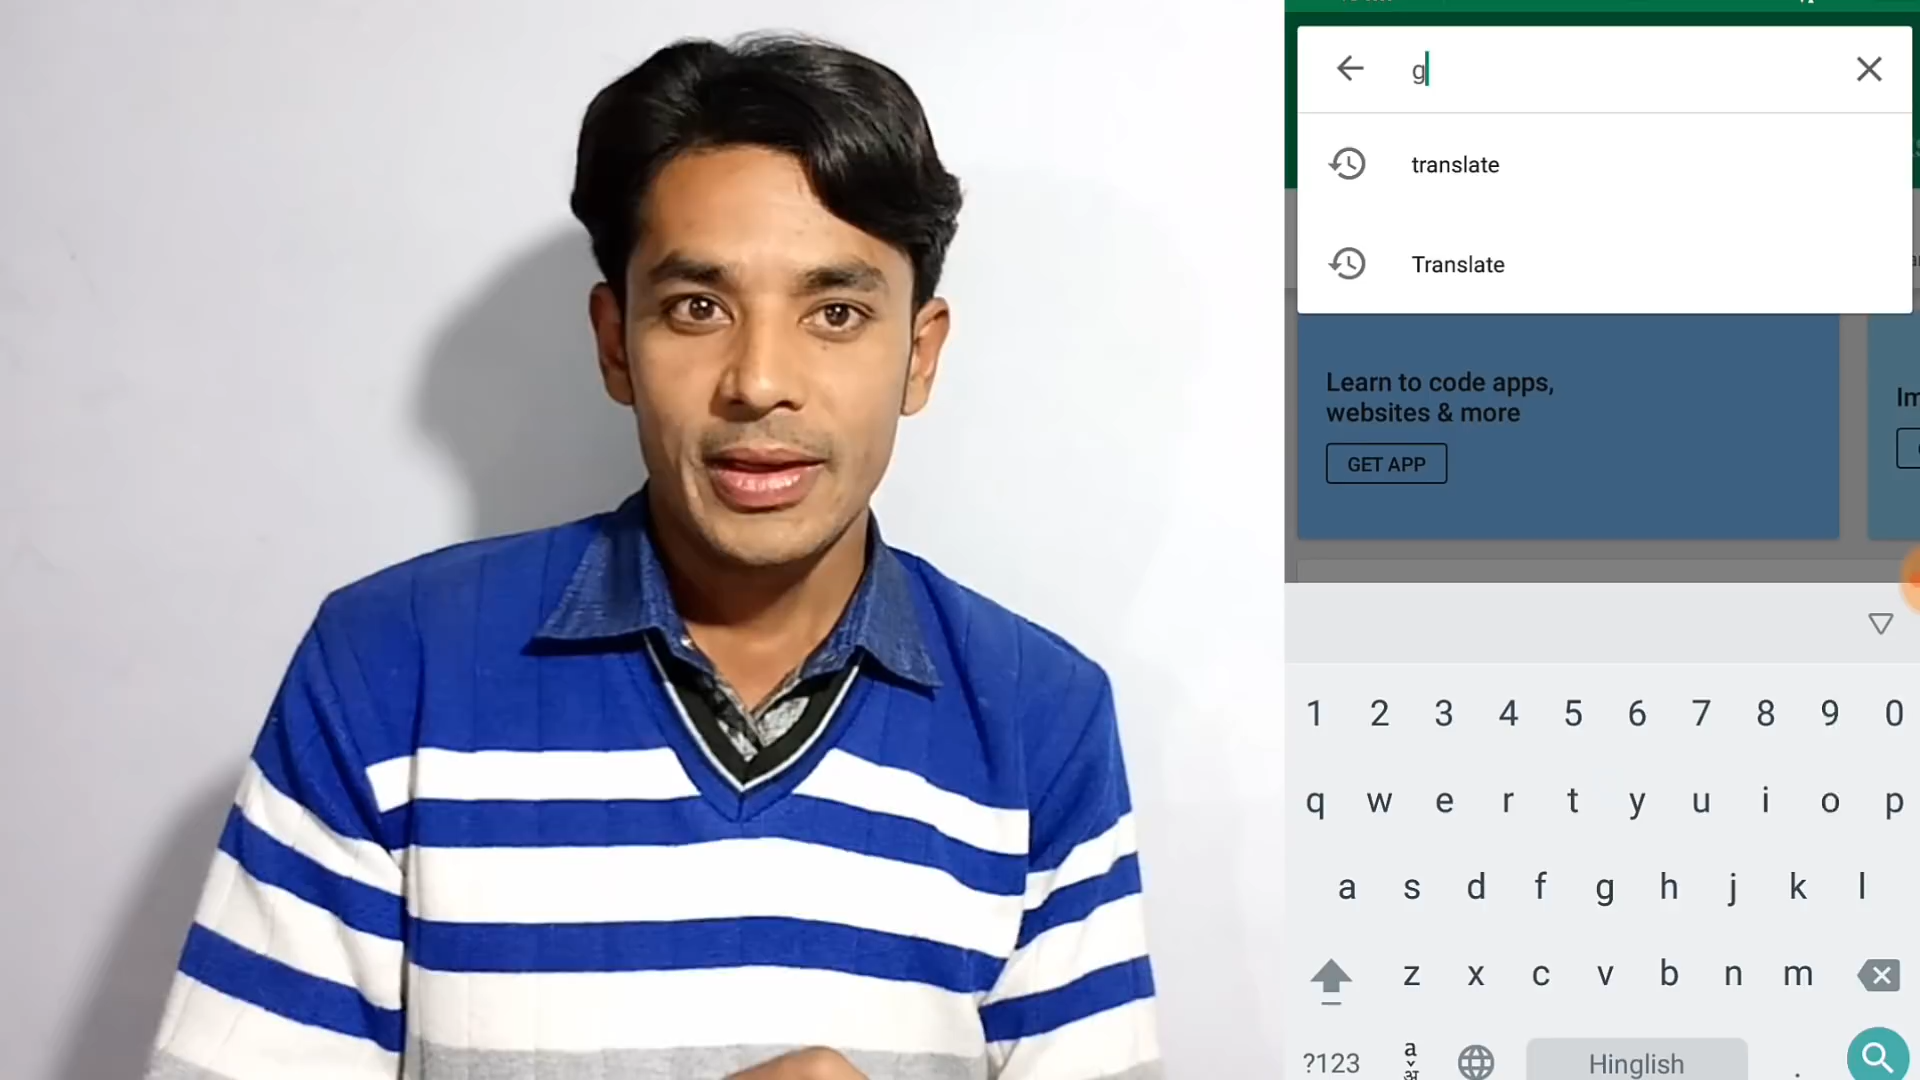 g
translate
Translate
Learn to code apps,
websites & more
GET APP
Im
1 2 3 4 5 6 7 8 9 0
q w e r t y u i o p
a s d f g h j k l
z x c v b n m
?123 a अ Hinglish .